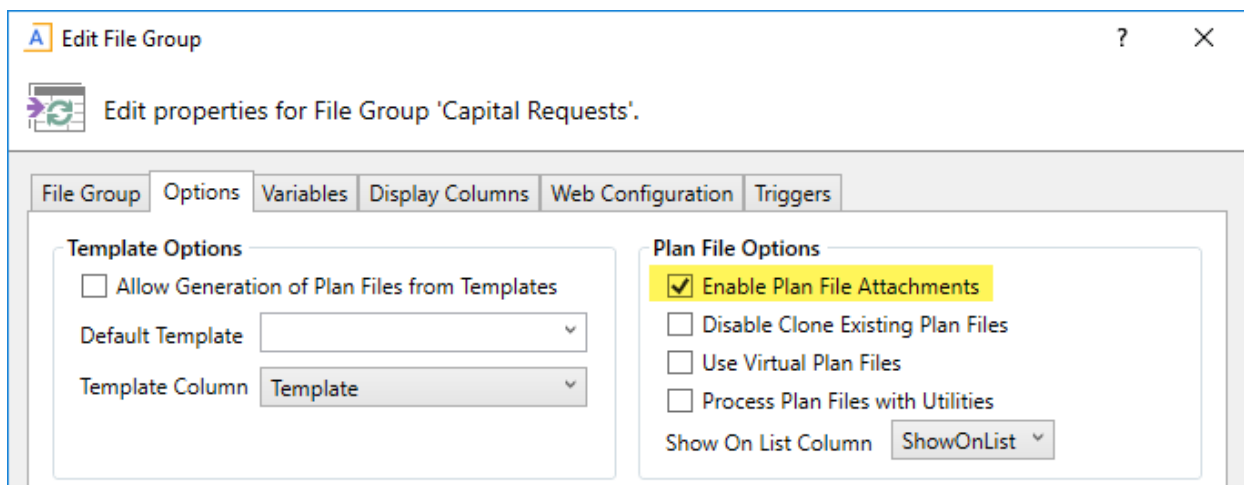 A Edit File Group ?
Edit properties for File Group 'Capital Requests'.
File Group Options Variables Display Columns Web Configuration Triggers
Template Options
Allow Generation of Plan Files from Templates
Default Template
Template Column Template
Plan File Options
Enable Plan File Attachments
Disable Clone Existing Plan Files
Use Virtual Plan Files
Process Plan Files with Utilities
Show On List Column ShowOnList